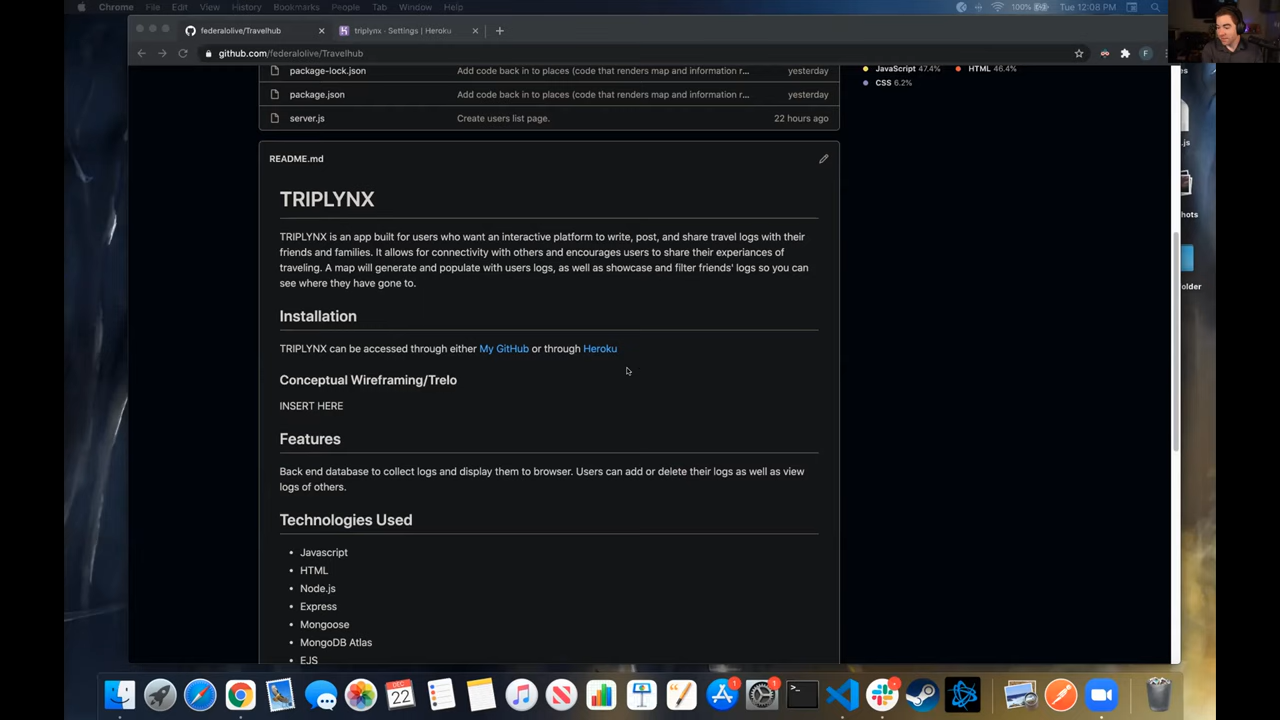 Chrome File Edit View History Bookmarks People Tab Window Help 100% Tue 12:08 PM
federalolive/Travelhub triplynx · Settings | Heroku
github.com/federalolive/Travelhub F
package-lock.json Add code back in to places (code that renders map and information r... yesterday
JavaScript 47.4% HTML 46.4%
CSS 6.2%
package.json Add code back in to places (code that renders map and information r... yesterday
server.js Create users list page. 22 hours ago
.js
README.md
TRIPLYNX
TRIPLYNX is an app built for users who want an interactive platform to write, post, and share travel logs with their
friends and families. It allows for connectivity with others and encourages users to share their experiances of
traveling. A map will generate and populate with users logs, as well as showcase and filter friends' logs so you can
see where they have gone to.
Installation
TRIPLYNX can be accessed through either My GitHub or through Heroku
Conceptual Wireframing/Trelo
INSERT HERE
Features
Back end database to collect logs and display them to browser. Users can add or delete their logs as well as view
logs of others.
Technologies Used
Javascript
HTML
Node.js
Express
Mongoose
MongoDB Atlas
EJS
hots
older
DEC
22
1
1